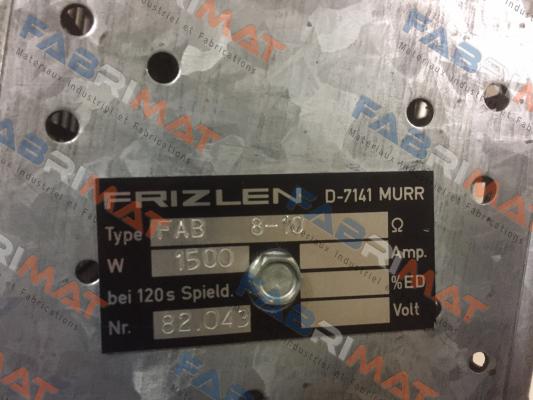 FABRIMAT
Matériaux Industriel et Fabrications
FRIZLEN D-7141 MURR
Type FAB 8-10 Ω
W 1500 Amp.
%ED
bei 120s Spield.
Nr. 82.043 Volt